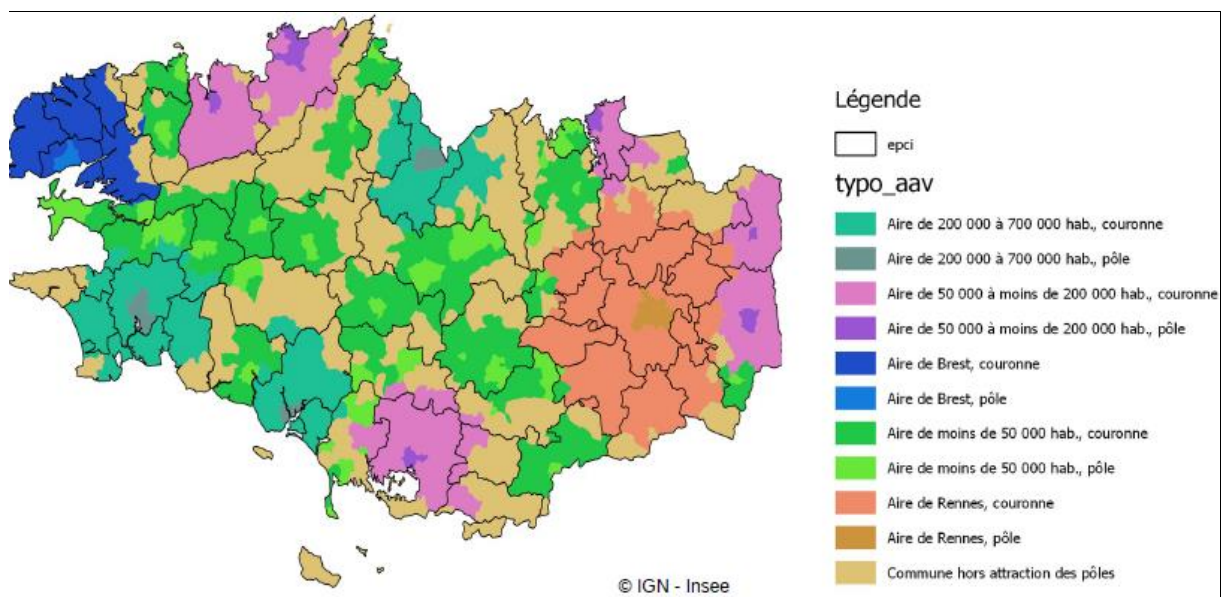 Légende
epci
typo_aav
Aire de 200 000 à 700 000 hab., couronne
Aire de 200 000 à 700 000 hab., pôle
Aire de 50 000 à moins de 200 000 hab., couronne
Aire de 50 000 à moins de 200 000 hab., pôle
Aire de Brest, couronne
Aire de Brest, pôle
Aire de moins de 50 000 hab., couronne
Aire de moins de 50 000 hab., pôle
Aire de Rennes, couronne
Aire de Rennes, pôle
Commune hors attraction des pôles
© IGN - Insee